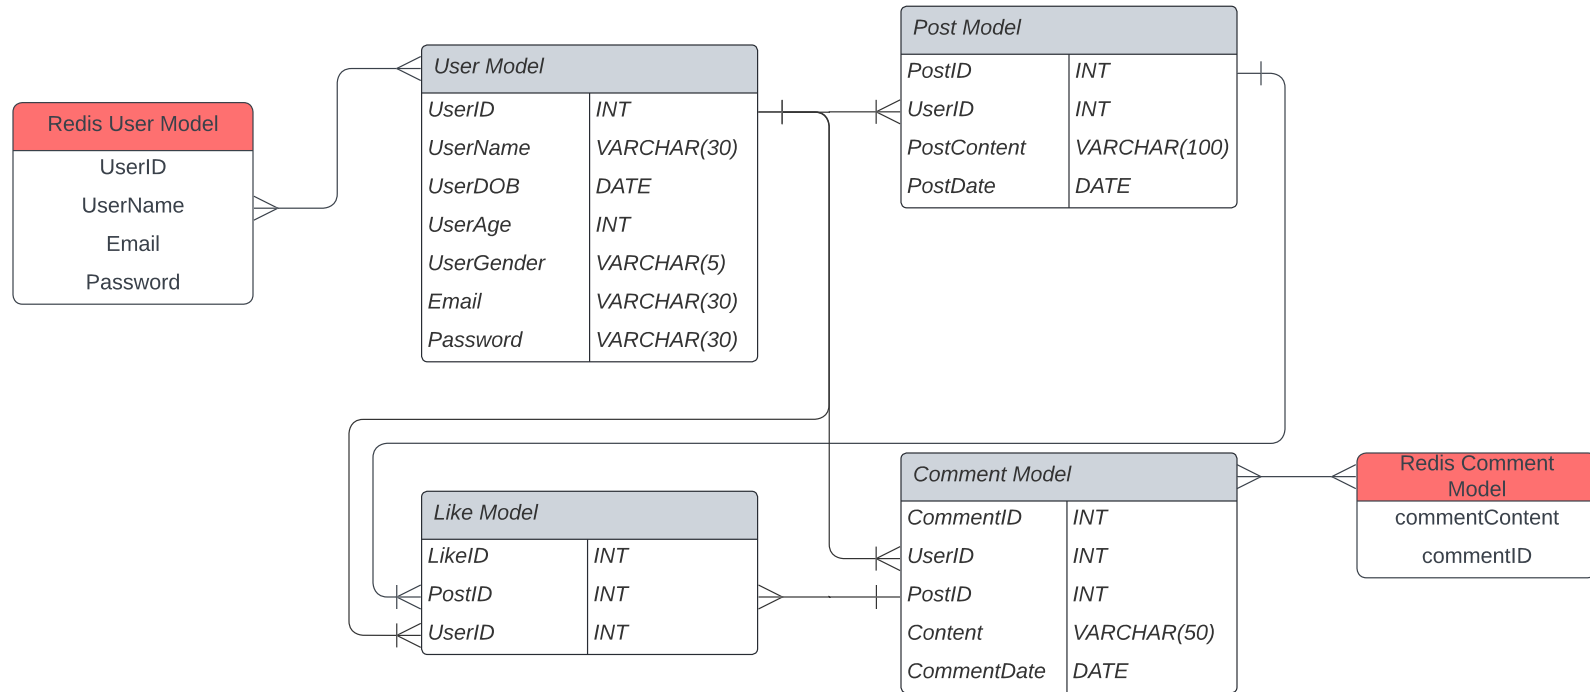 Redis User Model
UserID
UserName
Email
Password
User Model
UserID INT
UserName VARCHAR(30)
UserDOB DATE
UserAge INT
UserGender VARCHAR(5)
Email VARCHAR(30)
Password VARCHAR(30)
Post Model
PostID INT
UserID INT
PostContent VARCHAR(100)
PostDate DATE
Like Model
LikeID INT
PostID INT
UserID INT
Comment Model
CommentID INT
UserID INT
PostID INT
Content VARCHAR(50)
CommentDate DATE
Redis Comment
Model
commentContent
commentID